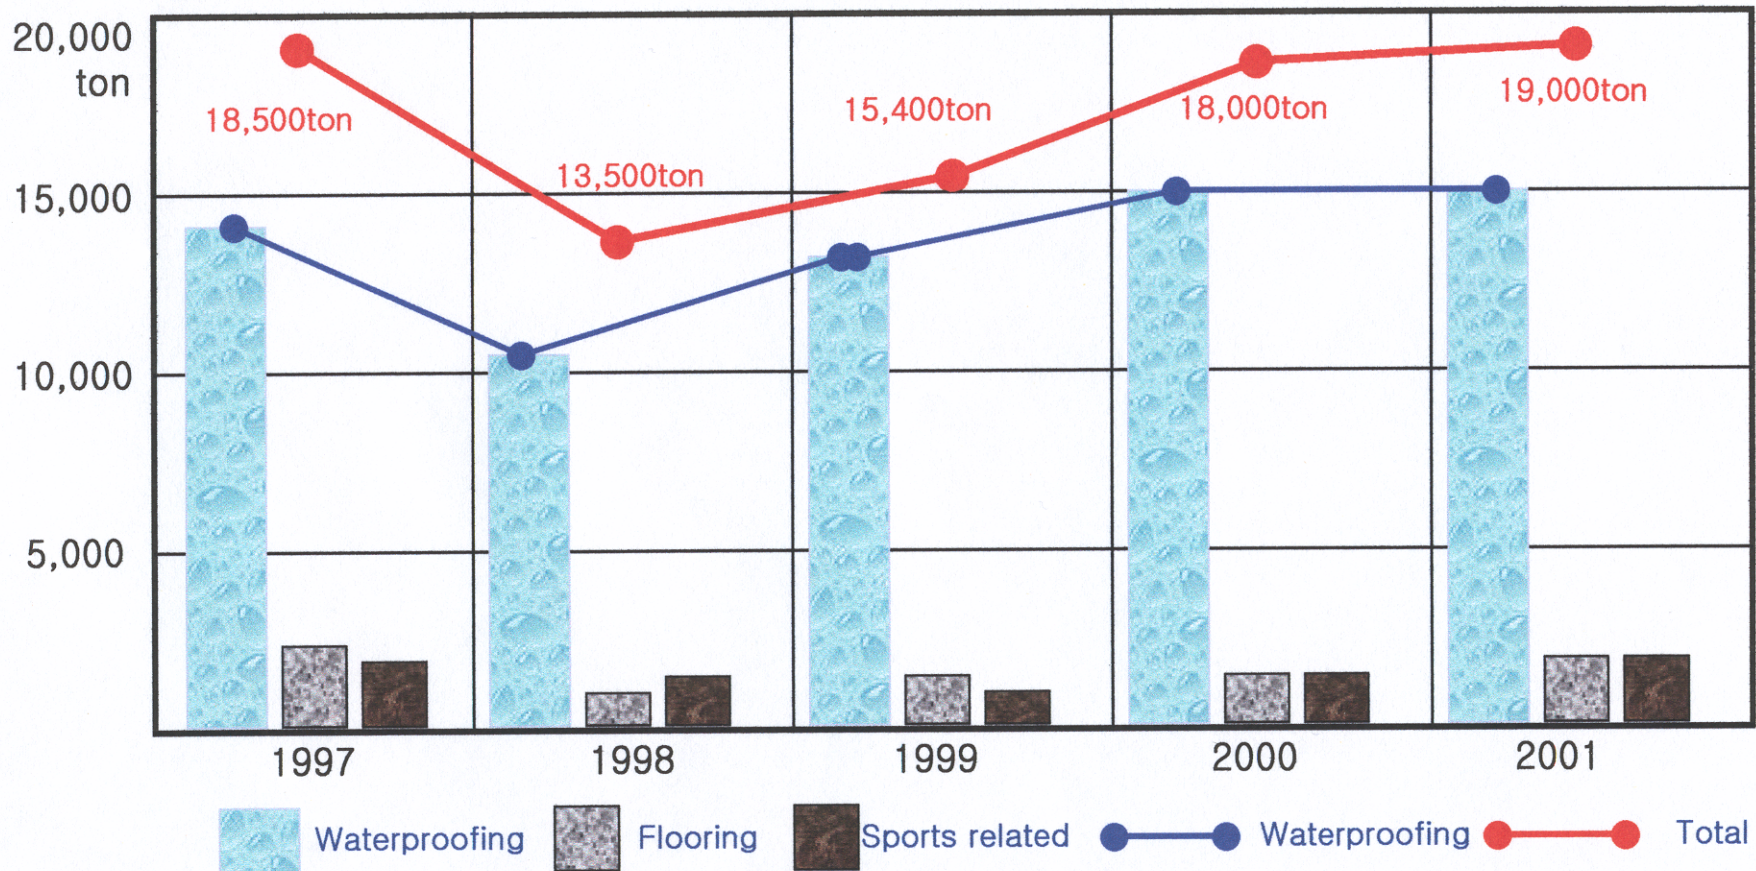 20,000
ton
15,000
10,000
5,000
18,500ton
13,500ton
15,400ton
18,000ton
19,000ton
1997 1998 1999 2000 2001
Waterproofing Flooring Sports related Waterproofing Total